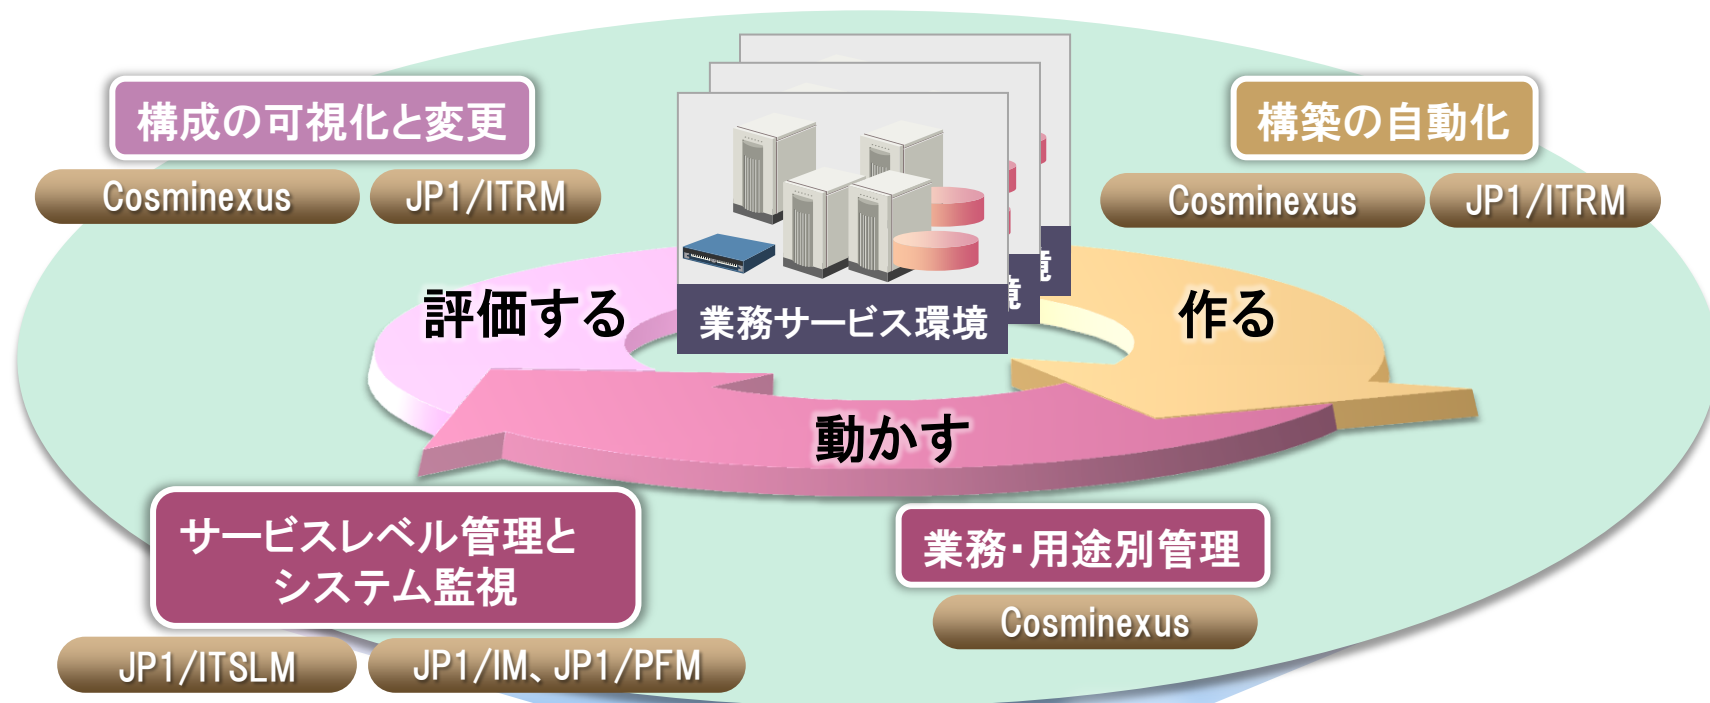 構成の可視化と変更
Cosminexus
JP1/ITRM
構築の自動化
Cosminexus
JP1/ITRM
境
境
業務サービス環境
評価する
作る
動かす
サービスレベル管理と
システム監視
JP1/ITSLM
JP1/IM、JP1/PFM
業務・用途別管理
Cosminexus